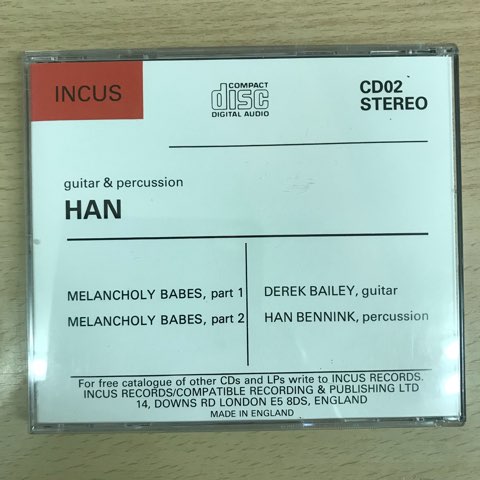 INCUS
COMPACT
disc
DIGITAL AUDIO
CD02
STEREO
guitar & percussion
HAN
MELANCHOLY BABES, part 1
MELANCHOLY BABES, part 2
DEREK BAILEY, guitar
HAN BENNINK, percussion
For free catalogue of other CDs and LPs write to INCUS RECORDS.
INCUS RECORDS/COMPATIBLE RECORDING & PUBLISHING LTD
14, DOWNS RD LONDON E5 8DS, ENGLAND
MADE IN ENGLAND